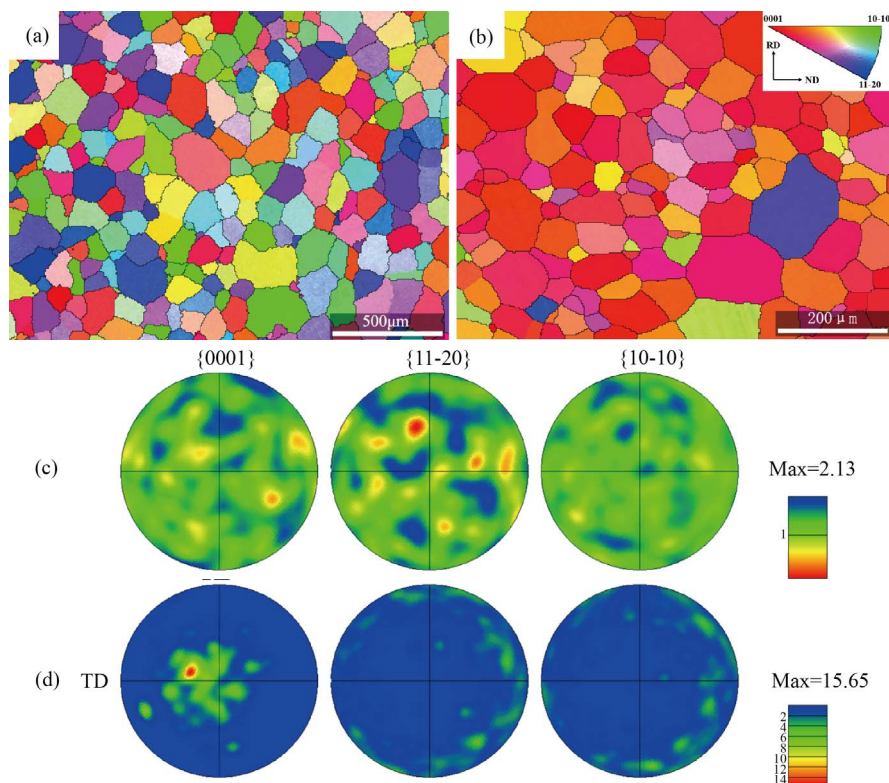 (a)
(b)
0001
10-10
RD
ND
11-20
500μm
200 μm
{0001}
{11-20}
{10-10}
(c)
Max=2.13
1
(d)
TD
Max=15.65
2
4
6
8
10
12
14